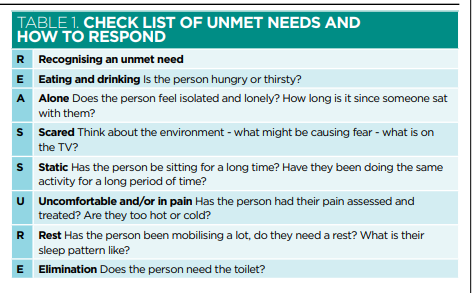 TABLE 1. CHECK LIST OF UNMET NEEDS AND
HOW TO RESPOND
R Recognising an unmet need
E Eating and drinking Is the person hungry or thirsty?
A Alone Does the person feel isolated and lonely? How long is it since someone sat
with them?
S Scared Think about the environment - what might be causing fear - what is on
the TV?
S Static Has the person be sitting for a long time? Have they been doing the same
activity for a long period of time?
U Uncomfortable and/or in pain Has the person had their pain assessed and
treated? Are they too hot or cold?
R Rest Has the person been mobilising a lot, do they need a rest? What is their
sleep pattern like?
E Elimination Does the person need the toilet?